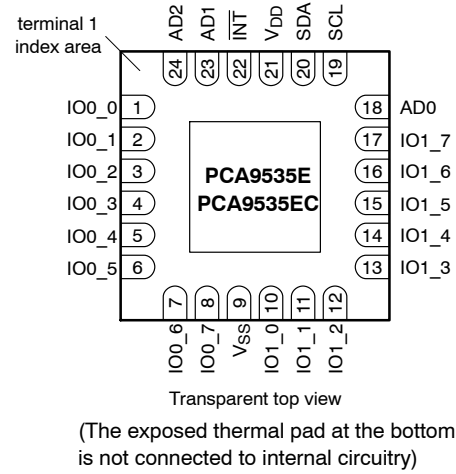 terminal 1
index area
AD2
AD1
INT
VDD
SDA
SCL
24
23
22
21
20
19
IO0_0 1
IO0_1 2
IO0_2 3
IO0_3 4
IO0_4 5
IO0_5 6
PCA9535E
PCA9535EC
18 AD0
17 IO1_7
16 IO1_6
15 IO1_5
14 IO1_4
13 IO1_3
7
8
9
10
11
12
IO0_6
IO0_7
VSS
IO1_0
IO1_1
IO1_2
Transparent top view
(The exposed thermal pad at the bottom
is not connected to internal circuitry)